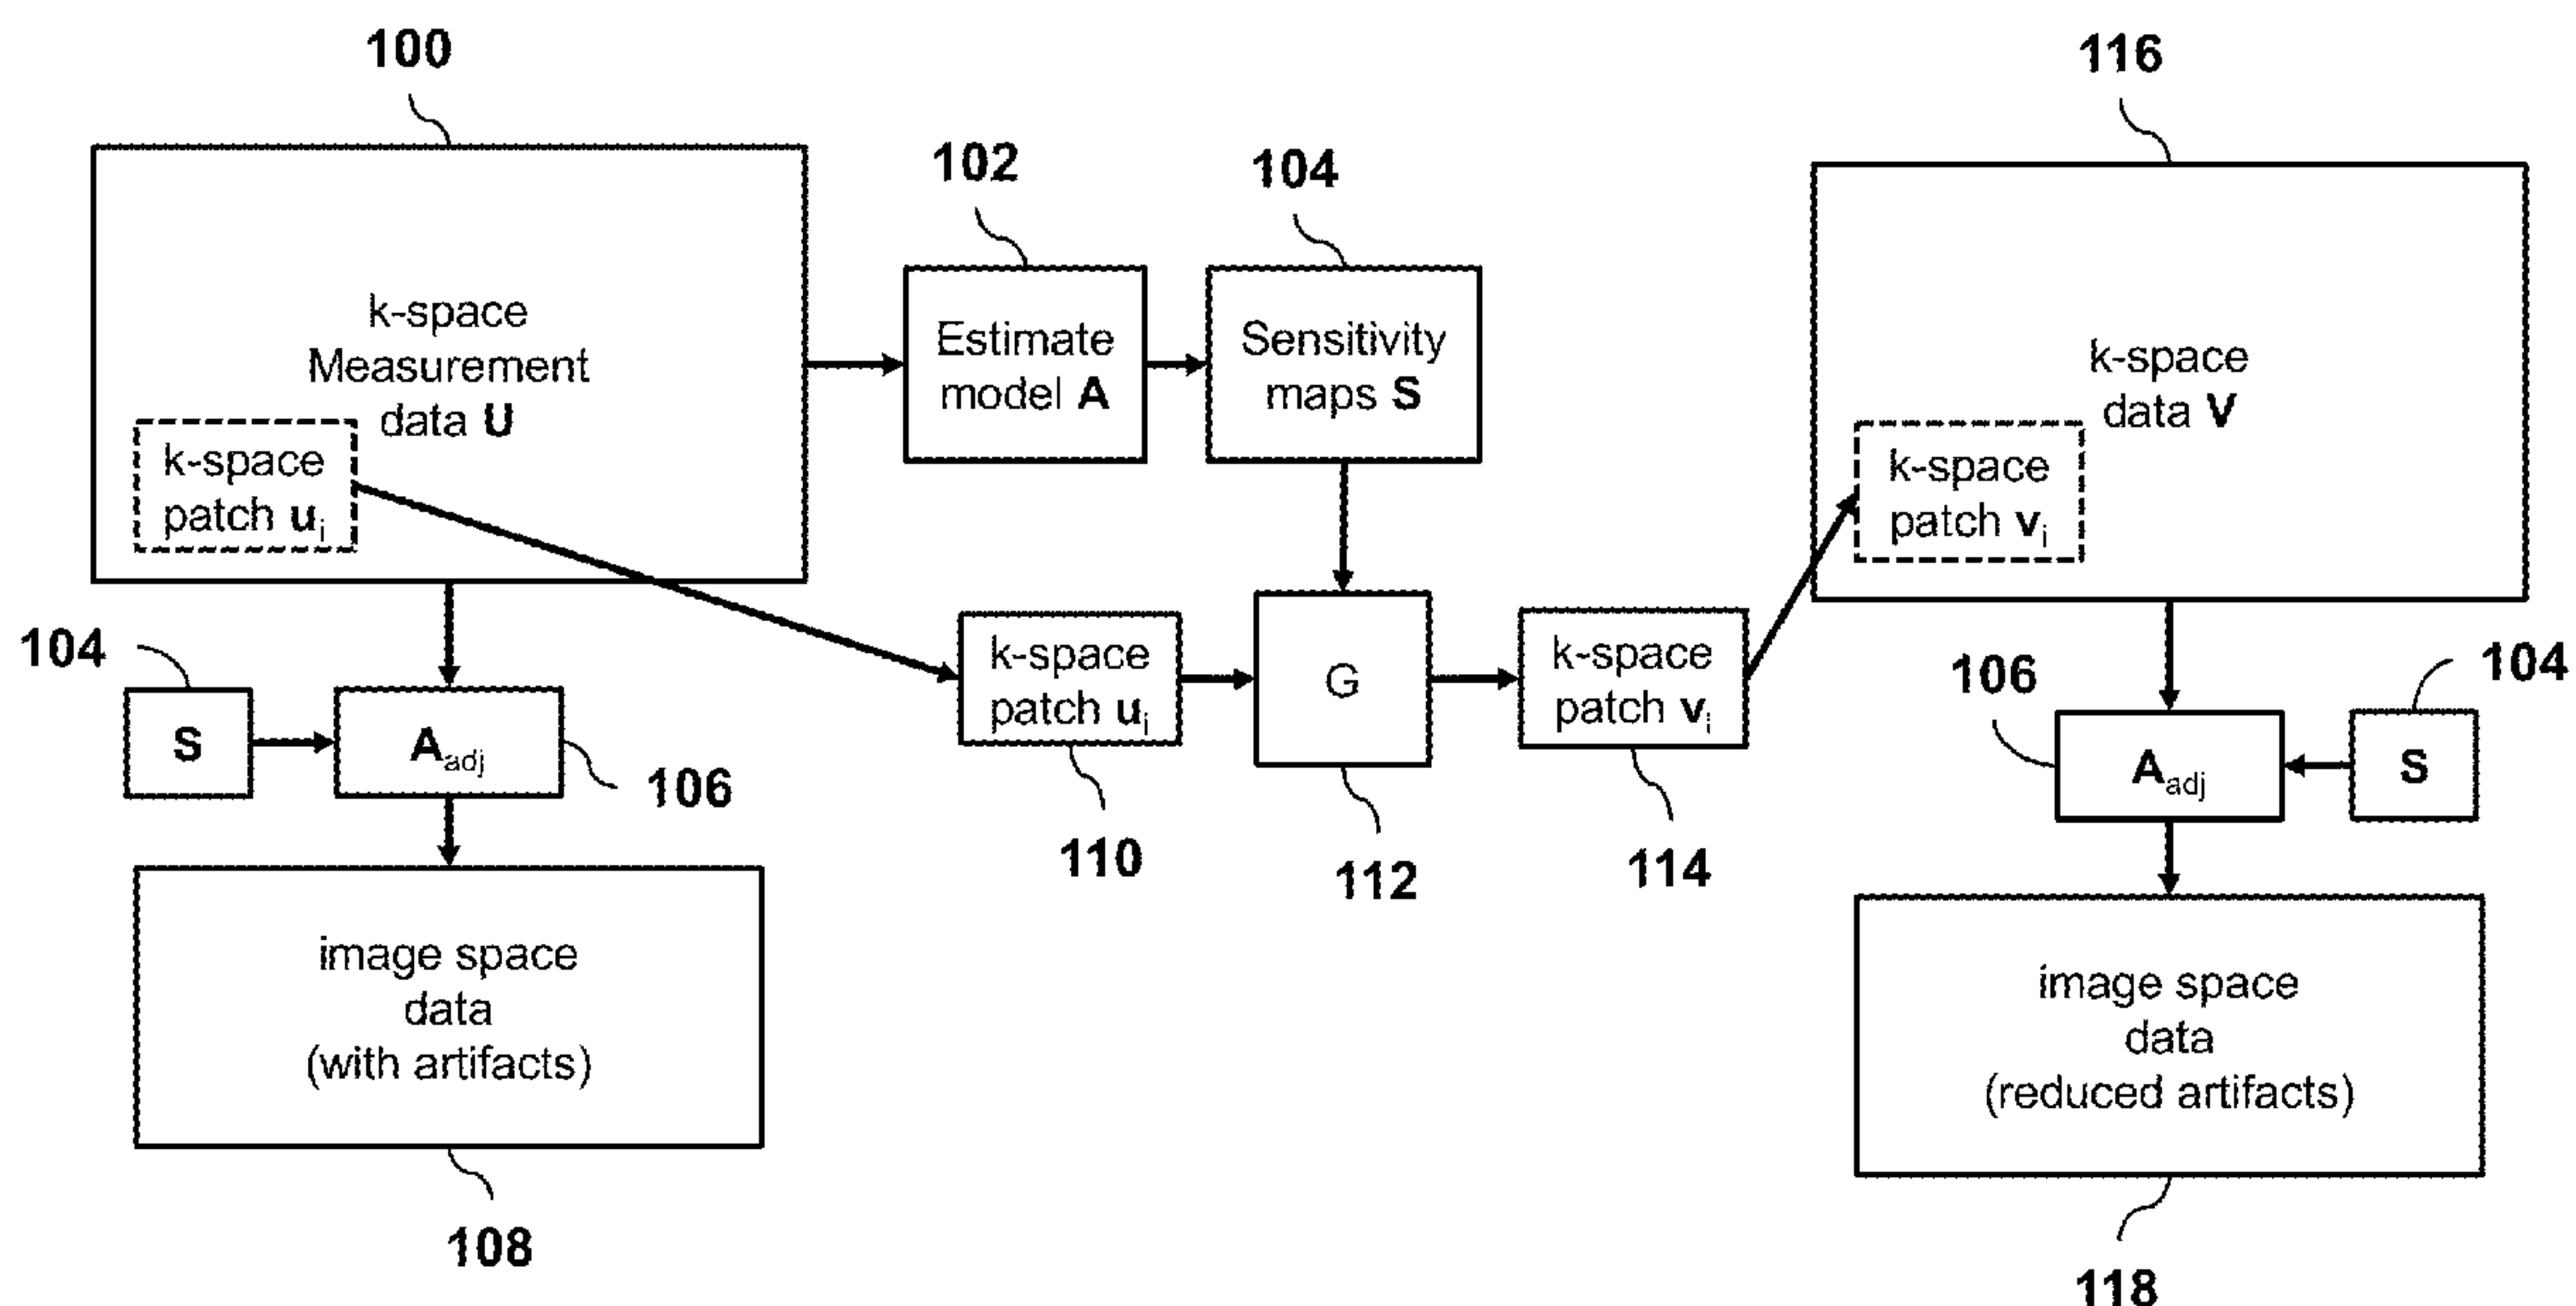 100
116
102
104
k-space
Measurement
data U
Estimate
model A
Sensitivity
maps S
k-space
data V
k-space
patch ui
k-space
patch vi
104
S
Aadj
106
k-space
patch ui
G
k-space
patch vi
106
104
Aadj
S
110
112
114
image space
data
(with artifacts)
image space
data
(reduced artifacts)
108
118